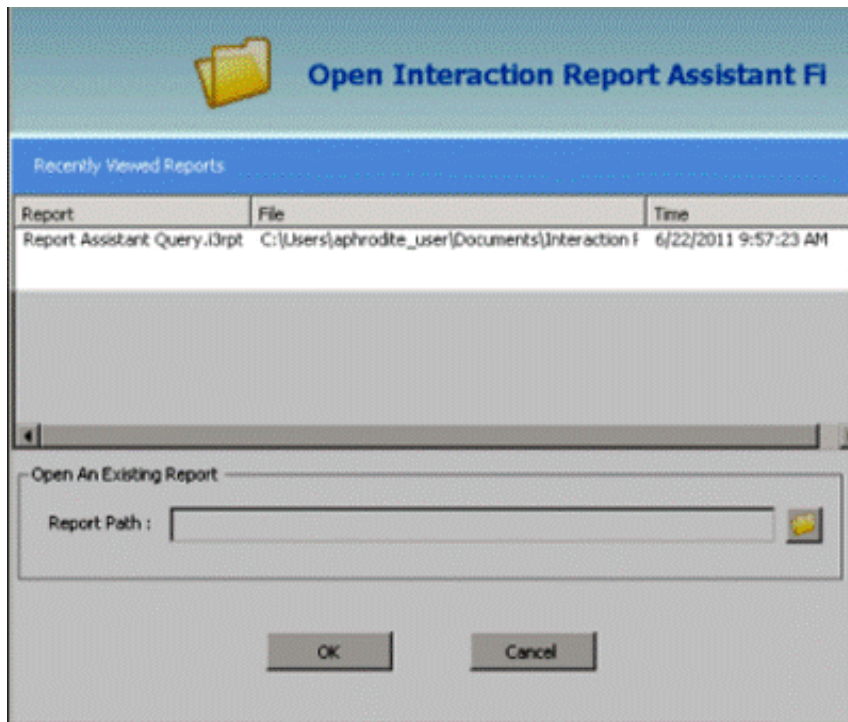 Open Interaction Report Assistant Fi
Recently Viewed Reports
Report File Time
Report Assistant Query.i3rpt C:\Users\aphrodite_user\Documents\Interaction F 6/22/2011 9:57:23 AM
Open An Existing Report
Report Path :
OK Cancel